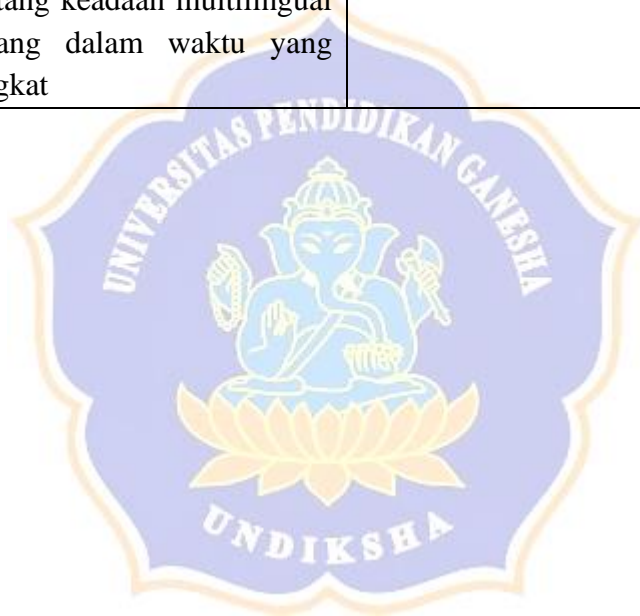 tang keadaan multilingual
ang dalam waktu yang
gkat
UNIVERSITAS PENDIDIKAN GANESHA
UNDIKSHA